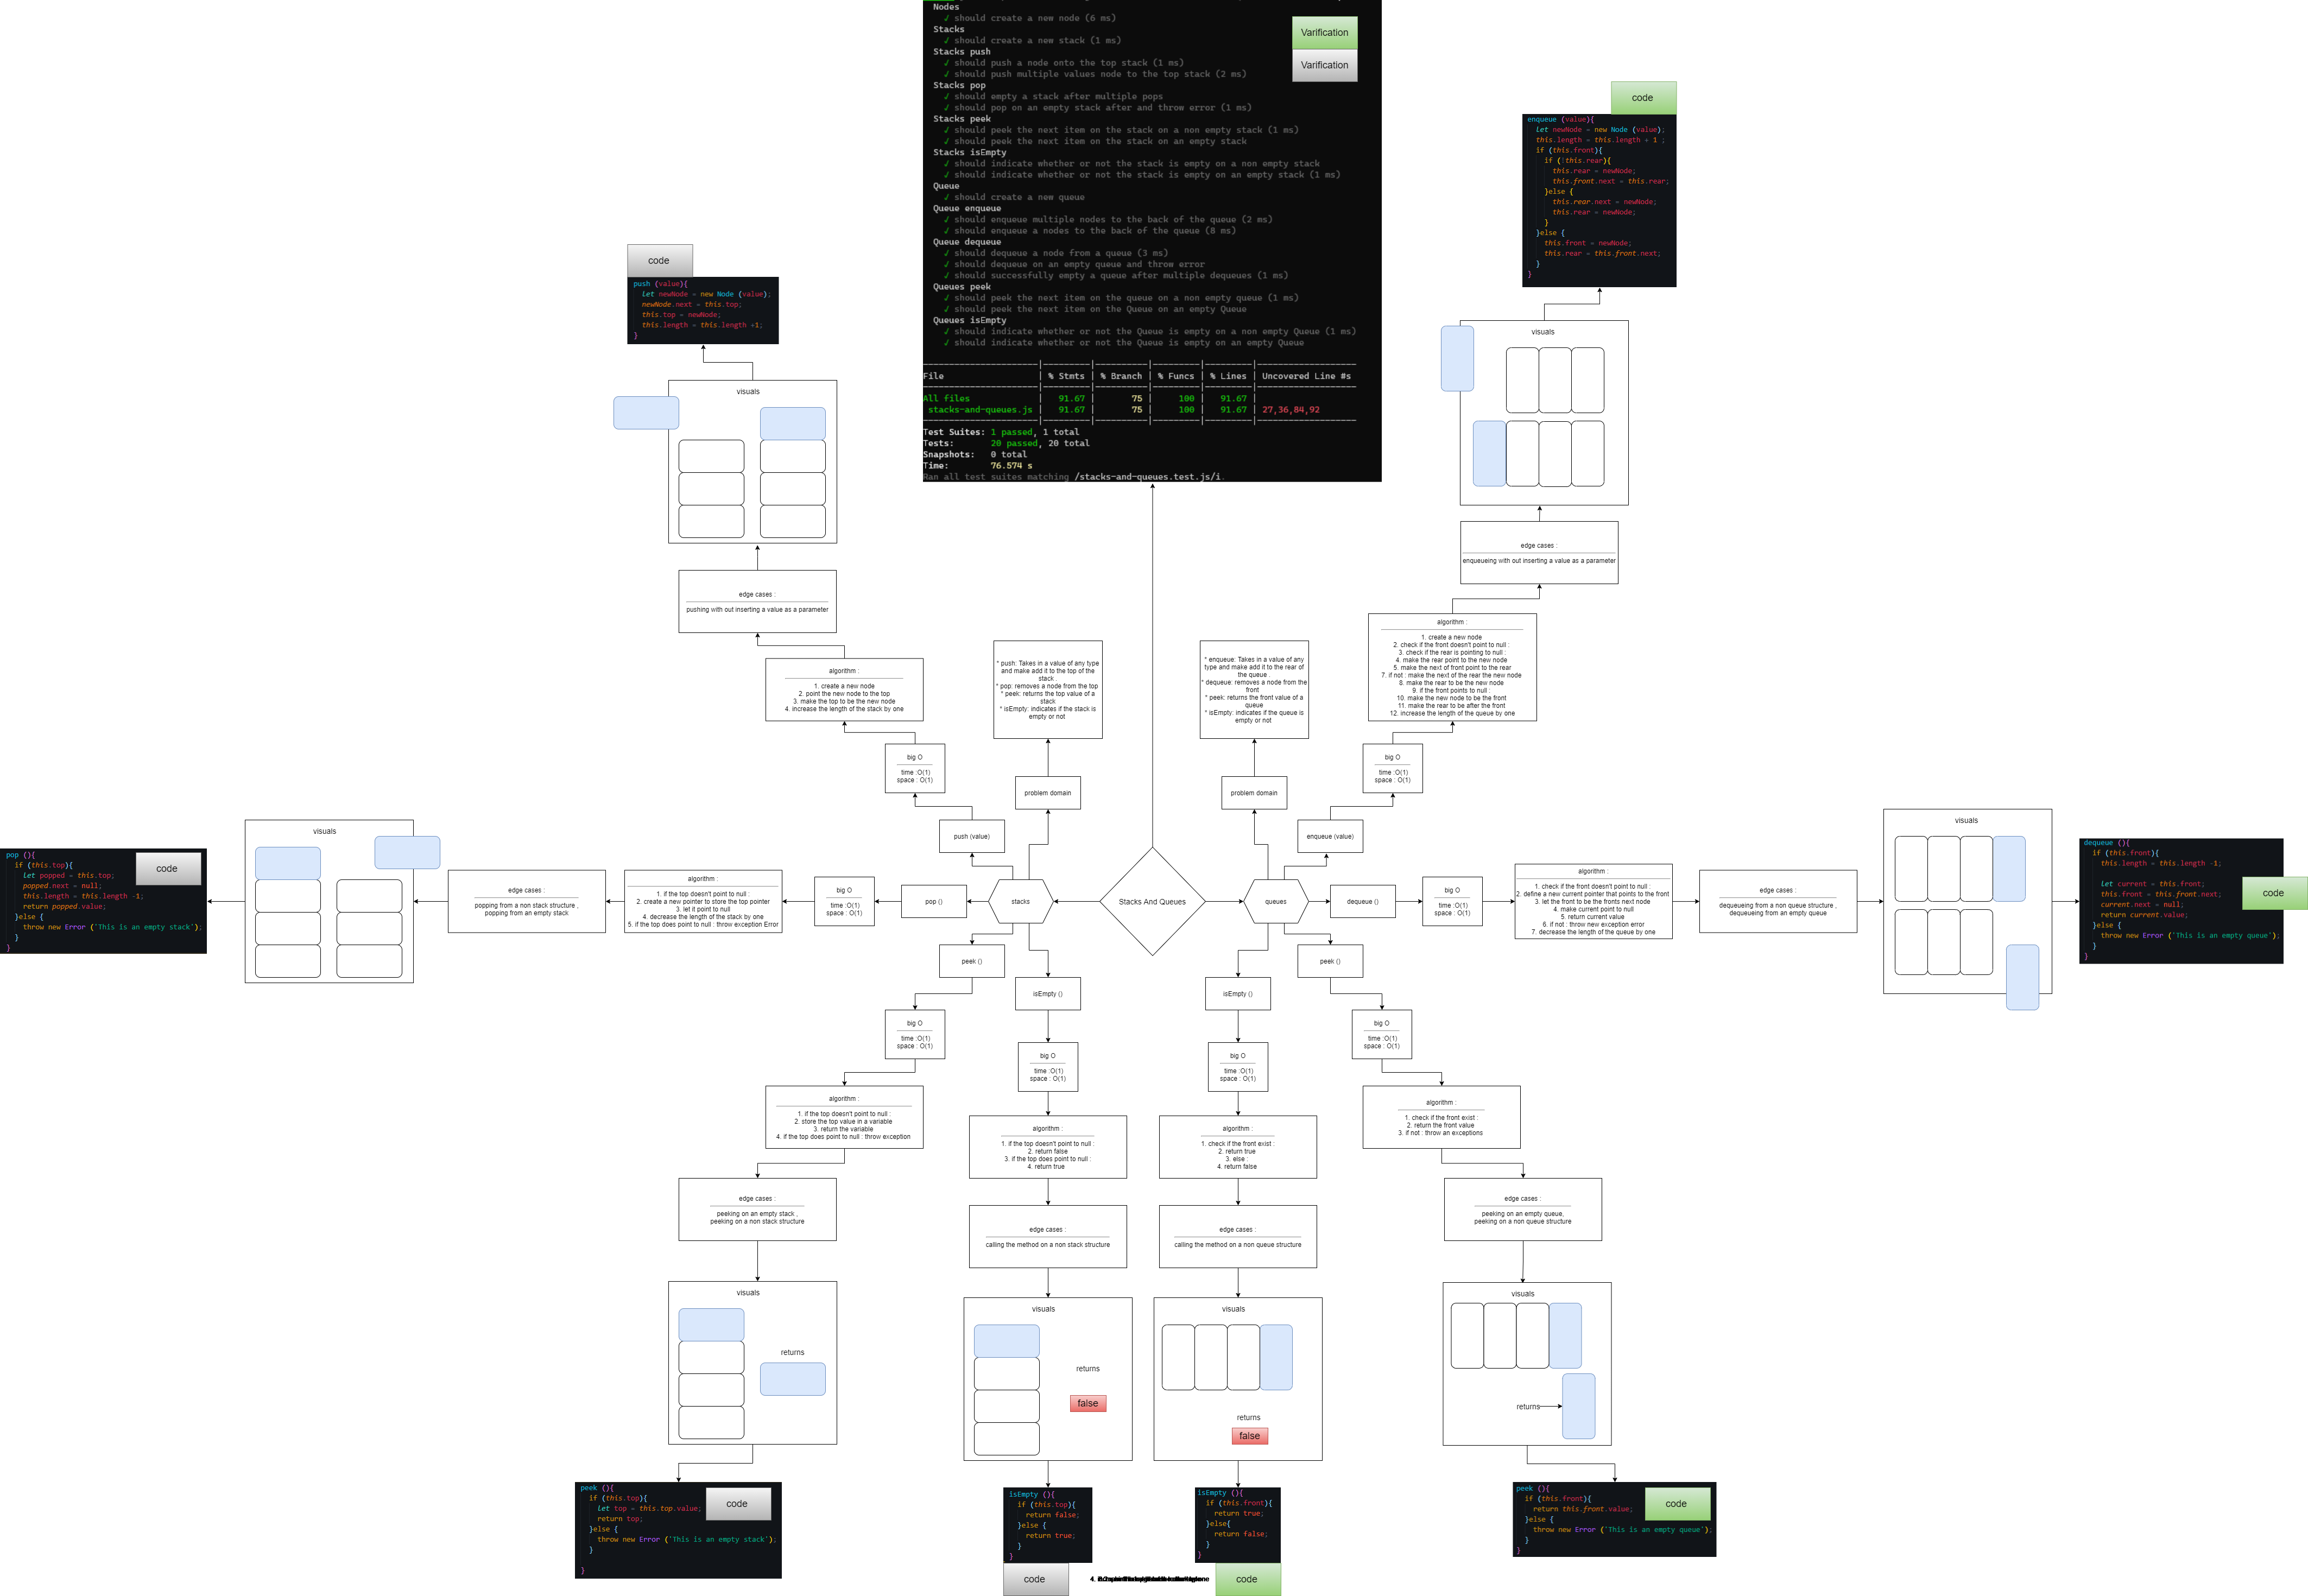 Nodes
✓ should create a new node (6 ms)
Stacks
✓ should create a new stack (1 ms)
Stacks push
✓ should push a node onto the top stack (1 ms)
✓ should push multiple values node to the top stack (2 ms)
Stacks pop
✓ should empty a stack after multiple pops
✓ should pop on an empty stack after and throw error (1 ms)
Stacks peek
✓ should peek the next item on the stack on a non empty stack (1 ms)
✓ should peek the next item on the stack on an empty stack
Stacks isEmpty
✓ should indicate whether or not the stack is empty on a non empty stack
✓ should indicate whether or not the stack is empty on an empty stack (1 ms)
Queue
✓ should create a new queue
Queue enqueue
✓ should enqueue multiple nodes to the back of the queue (2 ms)
✓ should enqueue a nodes to the back of the queue (8 ms)
Queue dequeue
✓ should dequeue a node from a queue (3 ms)
✓ should dequeue on an empty queue and throw error
✓ should successfully empty a queue after multiple dequeues (1 ms)
Queues peek
✓ should peek the next item on the queue on a non empty queue (1 ms)
✓ should peek the next item on the Queue on an empty Queue
Queues isEmpty
✓ should indicate whether or not the Queue is empty on a non empty Queue (1 ms)
✓ should indicate whether or not the Queue is empty on an empty Queue
File | % Stmts | % Branch | % Funcs | % Lines | Uncovered Line #s
All files | 91.67 | 75 | 100 | 91.67 |
stacks-and-queues.js | 91.67 | 75 | 100 | 91.67 | 27,36,84,92
Test Suites: 1 passed, 1 total
Tests: 20 passed, 20 total
Snapshots: 0 total
Time: 76.574 s
Ran all test suites matching /stacks-and-queues.test.js/i.
Varification
Varification
code
enqueue (value){
let newNode = new Node (value);
this.length = this.length + 1 ;
if (this.front){
if (!this.rear){
this.rear = newNode;
this.front.next = this.rear;
}else {
this.rear.next = newNode;
this.rear = newNode;
}
}else {
this.front = newNode;
this.rear = this.front.next;
}
}
code
push (value){
let newNode = new Node (value);
newNode.next = this.top;
this.top = newNode;
this.length = this.length +1;
}
visuals
visuals
edge cases :
enqueueing with out inserting a value as a parameter
edge cases :
pushing with out inserting a value as a parameter
algorithm :
1. create a new node
2. check if the front doesn't point to null :
3. check if the rear is pointing to null :
4. make the rear point to the new node
5. make the next of front point to the rear
7. if not : make the next of the rear the new node
8. make the rear to be the new node
9. if the front points to null :
10. make the new node to be the front
11. make the rear to be after the front
12. increase the length of the queue by one
algorithm :
1. create a new node
2. point the new node to the top
3. make the top to be the new node
4. increase the length of the stack by one
* push: Takes in a value of any type
and make add it to the top of the
stack .
* pop: removes a node from the top
* peek: returns the top value of a
stack
* isEmpty: indicates if the stack is
empty or not
* enqueue: Takes in a value of any
type and make add it to the rear of
the queue .
* dequeue: removes a node from the
front
* peek: returns the front value of a
queue
* isEmpty: indicates if the queue is
empty or not
big O
time :O(1)
space : O(1)
problem domain
problem domain
big O
time :O(1)
space : O(1)
push (value)
enqueue (value)
pop (){
if (this.top){
let popped = this.top;
popped.next = null;
this.length = this.length -1;
return popped.value;
}else {
throw new Error ('This is an empty stack');
}
}
code
visuals
edge cases :
popping from a non stack structure ,
popping from an empty stack
algorithm :
1. if the top doesn't point to null :
2. create a new pointer to store the top pointer
3. let it point to null
4. decrease the length of the stack by one
5. if the top does point to null : throw exception Error
big O
time :O(1)
space : O(1)
pop ()
stacks
Stacks And Queues
queues
dequeue ()
big O
time :O(1)
space : O(1)
algorithm :
1. check if the front doesn't point to null :
2. define a new current pointer that points to the front
3. let the front to be the fronts next node
4. make current point to null
5. return current value
6. if not : throw new exception error
7. decrease the length of the queue by one
edge cases :
dequeueing from a non queue structure ,
dequeueing from an empty queue
visuals
dequeue (){
if (this.front){
this.length = this.length -1;
let current = this.front;
this.front = this.front.next;
current.next = null;
return current.value;
}else {
throw new Error ('This is an empty queue');
}
}
code
peek ()
peek ()
isEmpty ()
isEmpty ()
big O
time :O(1)
space : O(1)
big O
time :O(1)
space : O(1)
big O
time :O(1)
space : O(1)
big O
time :O(1)
space : O(1)
algorithm :
1. if the top doesn't point to null :
2. store the top value in a variable
3. return the variable
4. if the top does point to null : throw exception
algorithm :
1. if the top doesn't point to null :
2. return false
3. if the top does point to null :
4. return true
algorithm :
1. check if the front exist :
2. return true
3. else :
4. return false
algorithm :
1. check if the front exist :
2. return the front value
3. if not : throw an exceptions
edge cases :
peeking on an empty stack ,
peeking on a non stack structure
edge cases :
calling the method on a non stack structure
edge cases :
calling the method on a non queue structure
edge cases :
peeking on an empty queue,
peeking on a non queue structure
visuals
returns
visuals
returns
false
visuals
returns
false
visuals
returns
peek (){
if (this.top){
let top = this.top.value;
return top;
}else {
throw new Error ('This is an empty stack');
}
}
code
isEmpty (){
if (this.top){
return false;
}else {
return true;
}
}
code
isEmpty (){
if (this.front){
return true;
}else{
return false;
}
}
code
peek (){
if (this.front){
return this.front.value;
}else {
throw new Error ('This is an empty queue');
}
}
code